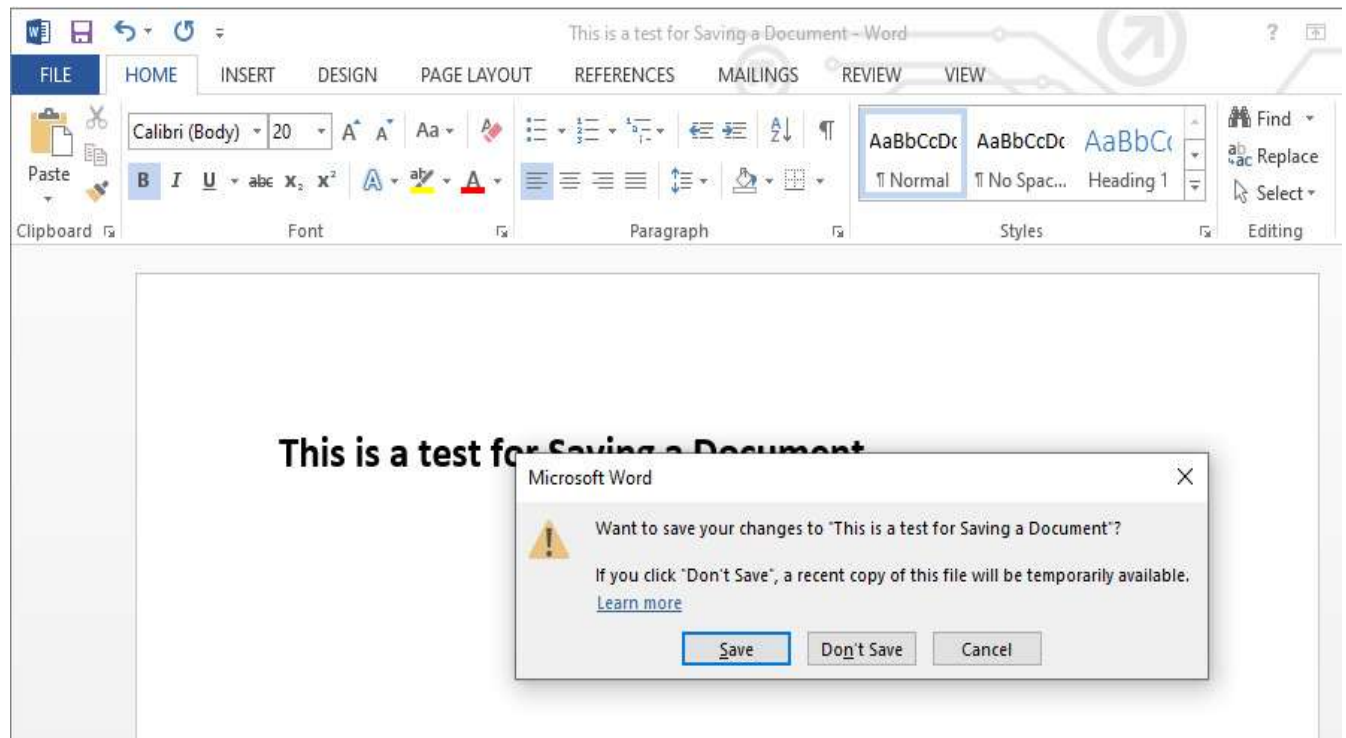 This is a test for Saving a Document - Word
?
FILE HOME INSERT DESIGN PAGE LAYOUT REFERENCES MAILINGS REVIEW VIEW
Calibri (Body) 20 A A Aa AaBbCcDc AaBbCcDc AaBbCc Find
Paste B I U abc X₂ X² A ab A ¶ Normal ¶ No Spac... Heading 1 Replace
Select
Clipboard Font Paragraph Styles Editing
This is a test for Saving a Document
Microsoft Word
Want to save your changes to "This is a test for Saving a Document"?
If you click "Don't Save", a recent copy of this file will be temporarily available.
Learn more
Save Don't Save Cancel